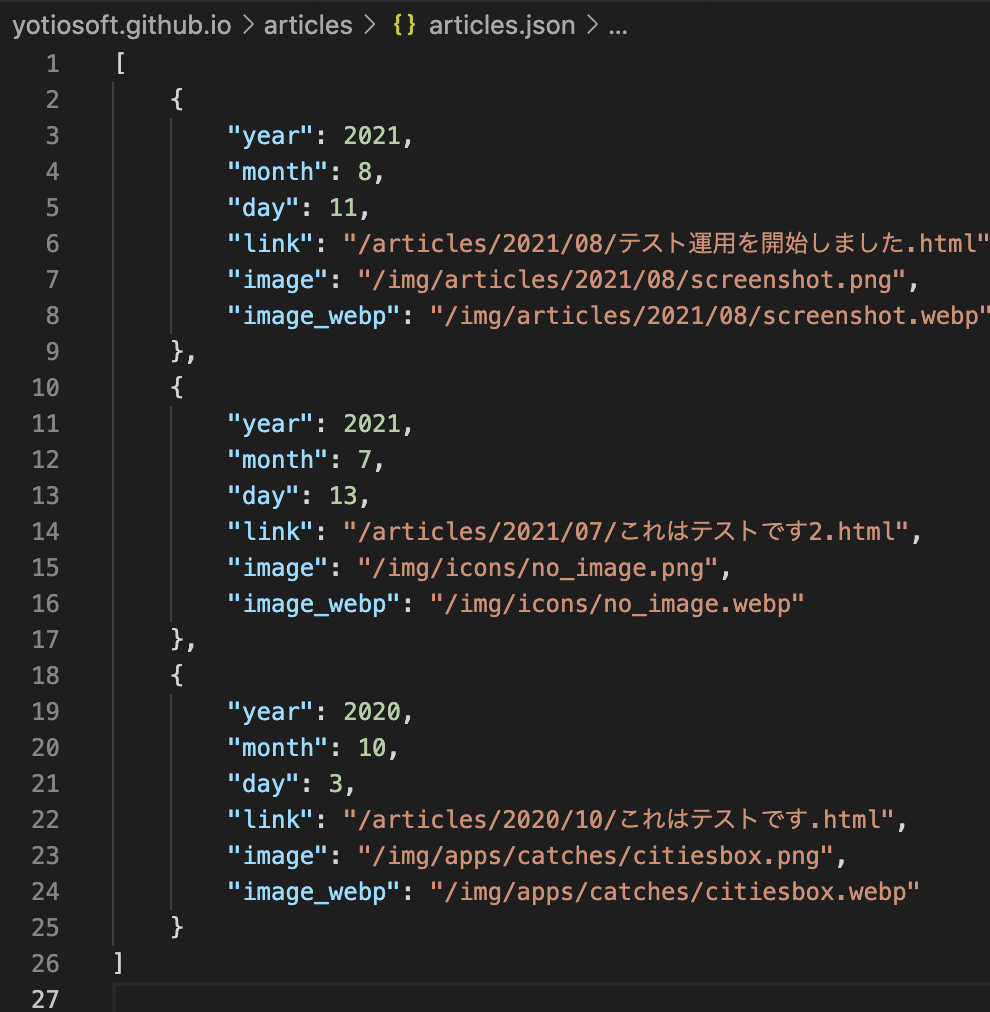 yotiosoft.github.io > articles > {} articles.json > ...
1 [
2 {
3 "year": 2021,
4 "month": 8,
5 "day": 11,
6 "link": "/articles/2021/08/テスト運用を開始しました.html"
7 "image": "/img/articles/2021/08/screenshot.png",
8 "image_webp": "/img/articles/2021/08/screenshot.webp"
9 },
10 {
11 "year": 2021,
12 "month": 7,
13 "day": 13,
14 "link": "/articles/2021/07/これはテストです2.html",
15 "image": "/img/icons/no_image.png",
16 "image_webp": "/img/icons/no_image.webp"
17 },
18 {
19 "year": 2020,
20 "month": 10,
21 "day": 3,
22 "link": "/articles/2020/10/これはテストです.html",
23 "image": "/img/apps/catches/citiesbox.png",
24 "image_webp": "/img/apps/catches/citiesbox.webp"
25 }
26 ]
27